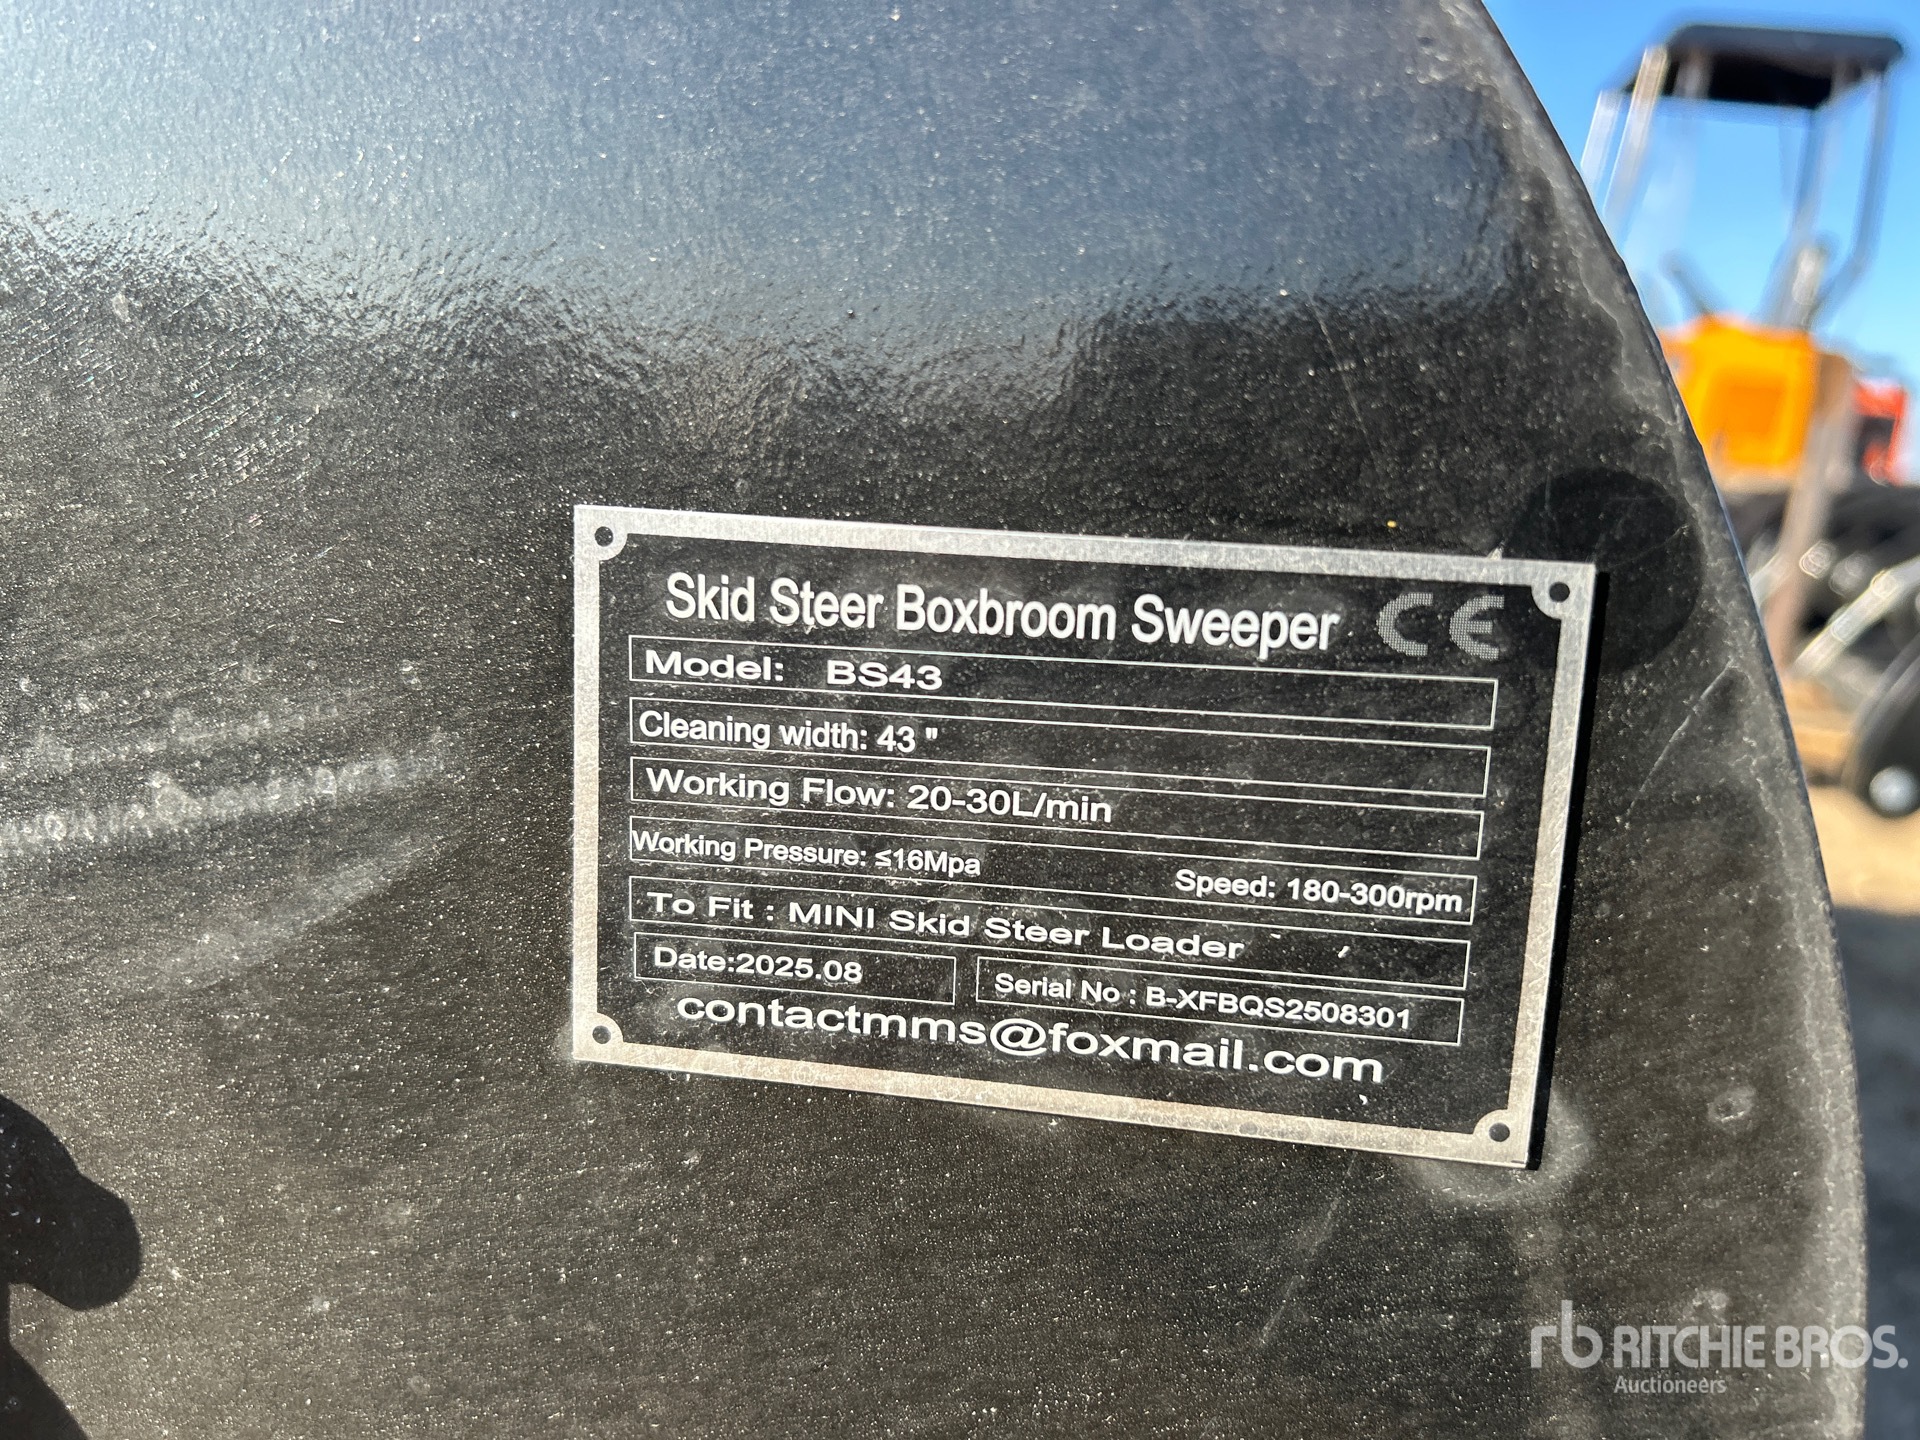 Skid Steer Boxbroom Sweeper CE
Model: BS43
Cleaning width: 43 "
Working Flow: 20-30L/min
Working Pressure: ≤16Mpa Speed: 180-300rpm
To Fit : MINI Skid Steer Loader
Date:2025.08 Serial No : B-XFBQS2508301
contactmms@foxmail.com
rb RITCHIE BROS.
Auctioneers